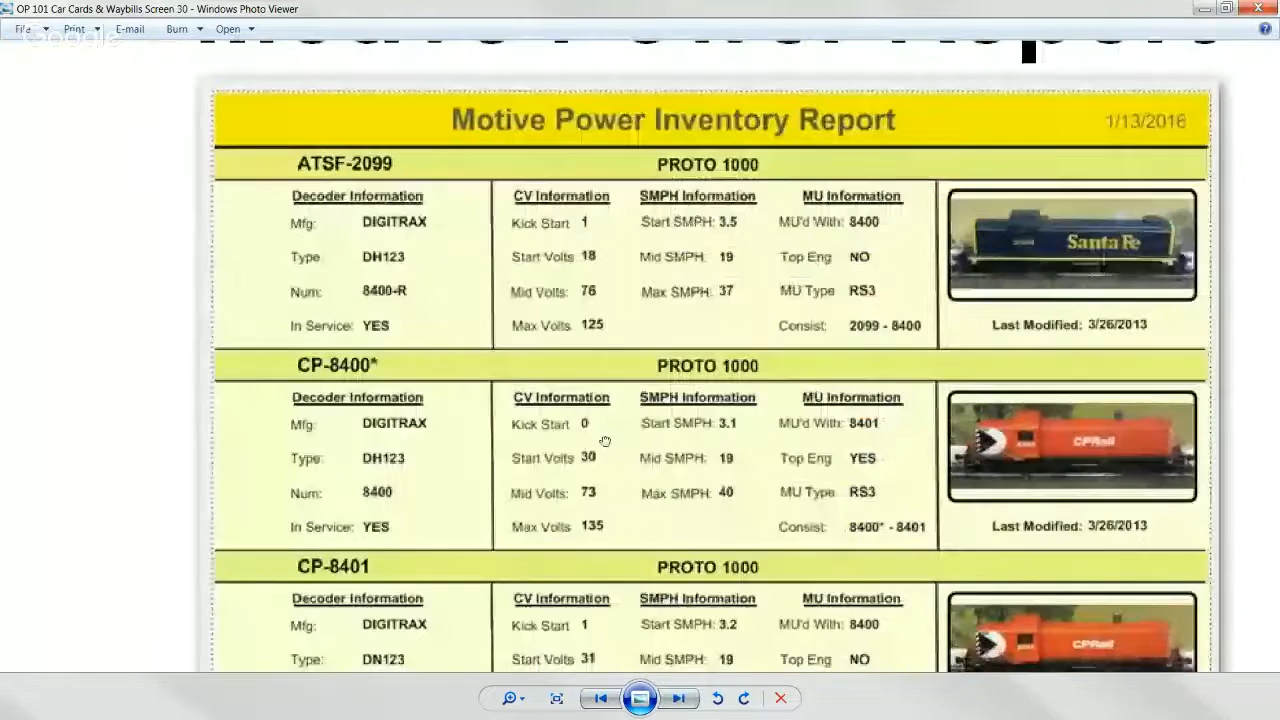 OP 101 Car Cards & Waybills Screen 30 - Windows Photo Viewer
File Print E-mail Burn Open
Google
Motive Power Inventory Report 1/13/2016
ATSF-2099 PROTO 1000
Decoder Information CV Information SMPH Information MU Information
Mfg: DIGITRAX Kick Start 1 Start SMPH: 3.5 MU'd With: 8400
Santa Fe
Type DH123 Start Volts 18 Mid SMPH: 19 Top Eng NO
Num: 8400-R Mid Volts: 76 Max SMPH: 37 MU Type RS3
In Service: YES Max Volts 125 Consist: 2099 - 8400 Last Modified: 3/26/2013
CP-8400* PROTO 1000
Decoder Information CV Information SMPH Information MU Information
Mfg: DIGITRAX Kick Start 0 Start SMPH: 3.1 MU'd With: 8401
CPRail
Type: DH123 Start Volts 30 Mid SMPH: 19 Top Eng YES
Num: 8400 Mid Volts: 73 Max SMPH: 40 MU Type RS3
In Service: YES Max Volts 135 Consist: 8400* - 8401 Last Modified: 3/26/2013
CP-8401 PROTO 1000
Decoder Information CV Information SMPH Information MU Information
Mfg: DIGITRAX Kick Start 1 Start SMPH: 3.2 MU'd With: 8400
CPRail
Type: DN123 Start Volts 31 Mid SMPH: 19 Top Eng NO